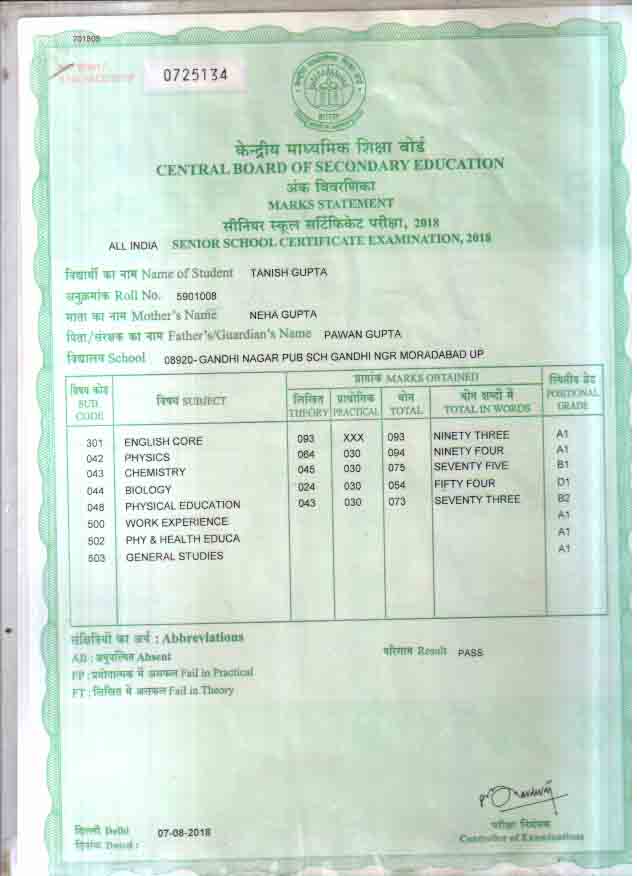 701808
0725134
भारत
केन्द्रीय माध्यमिक शिक्षा बोर्ड
CENTRAL BOARD OF SECONDARY EDUCATION
अंक विवरणिका
MARKS STATEMENT
सीनियर स्कूल सर्टिफिकेट परीक्षा, 2018
ALL INDIA SENIOR SCHOOL CERTIFICATE EXAMINATION, 2018
विद्यार्थी का नाम Name of Student TANISH GUPTA
अनुक्रमांक Roll No. 5901008
माता का नाम Mother's Name NEHA GUPTA
पिता/संरक्षक का नाम Father's/Guardian's Name PAWAN GUPTA
विद्यालय School 08920- GANDHI NAGAR PUB SCH GANDHI NGR MORADABAD UP
प्राप्तांक MARKS OBTAINED
विषय कोड SUB. CODE विषय SUBJECT लिखित THEORY प्रायोगिक PRACTICAL योग TOTAL योग शब्दों में TOTAL IN WORDS स्थितीय ग्रेड POSITIONAL GRADE
301 ENGLISH CORE 093 XXX 093 NINETY THREE A1
042 PHYSICS 064 030 094 NINETY FOUR A1
043 CHEMISTRY 045 030 075 SEVENTY FIVE B1
044 BIOLOGY 024 030 054 FIFTY FOUR D1
048 PHYSICAL EDUCATION 043 030 073 SEVENTY THREE B2
500 WORK EXPERIENCE A1
502 PHY & HEALTH EDUCA A1
503 GENERAL STUDIES A1
संक्षिप्तियों का अर्थ : Abbreviations
AB : अनुपस्थित Absent परिणाम Result PASS
FP : प्रयोगात्मक में असफल Fail in Practical
FT : लिखित में असफल Fail in Theory
दिल्ली Delhi 07-08-2018
दिनांक Dated :
परीक्षा नियंत्रक
Controller of Examinations